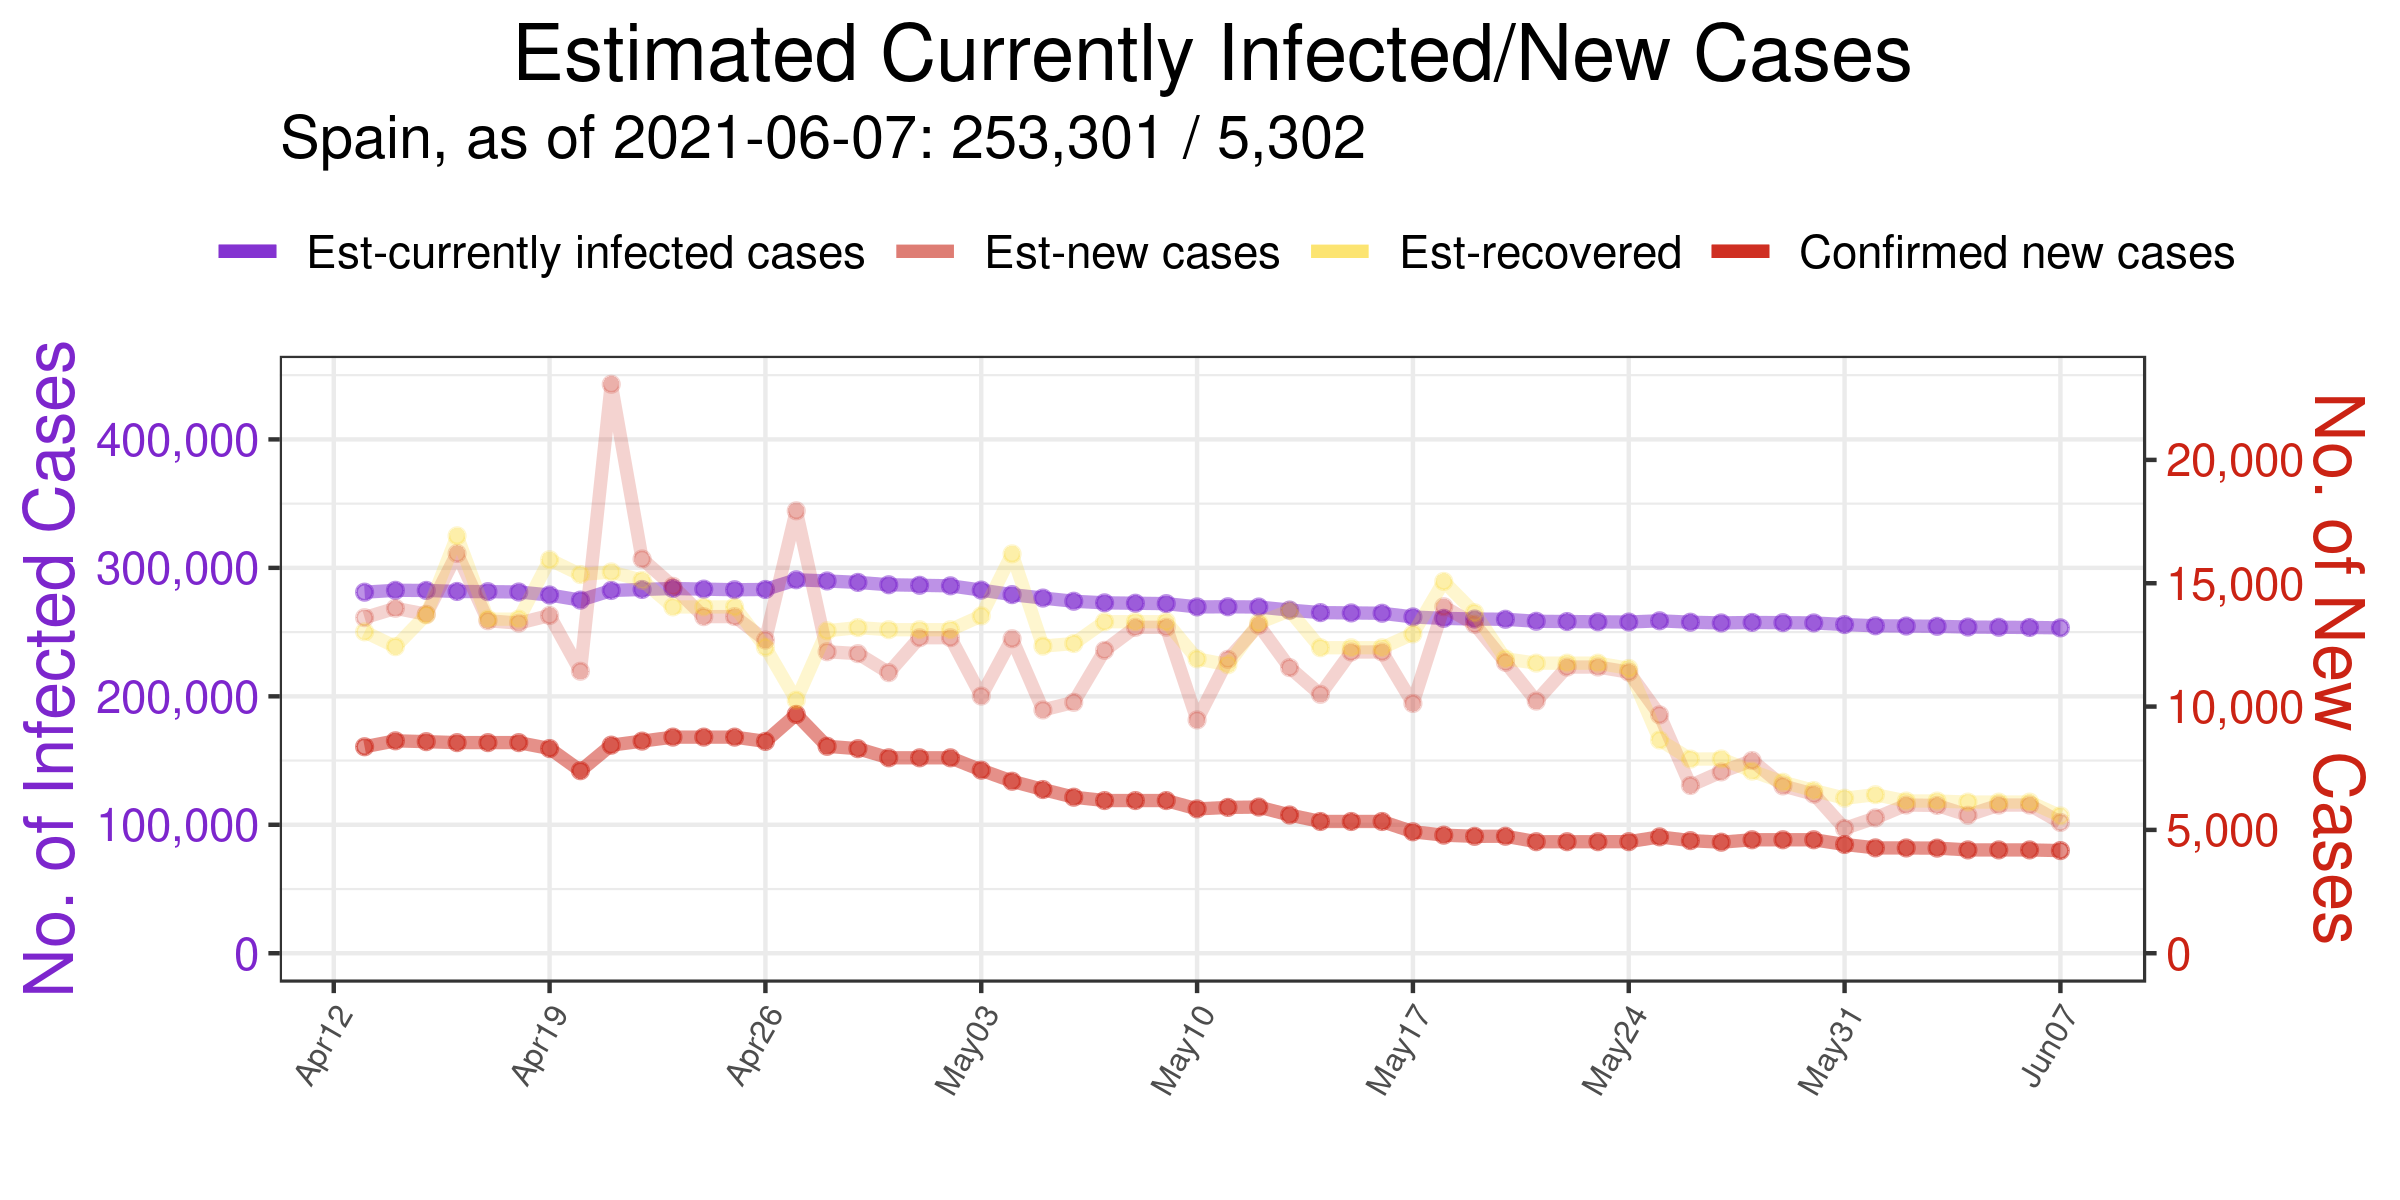 Estimated Currently Infected/New Cases
Spain, as of 2021-06-07: 253,301 / 5,302
Est-currently infected cases Est-new cases Est-recovered Confirmed new cases
No. of Infected Cases
400,000
300,000
200,000
100,000
0
20,000
15,000
10,000
5,000
0
No. of New Cases
Apr12 Apr19 Apr26 May03 May10 May17 May24 May31 Jun07